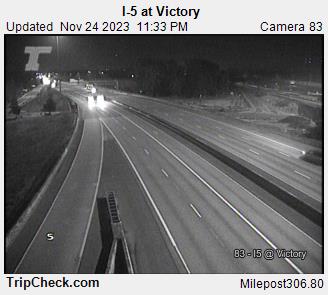 I-5 at Victory
Updated Nov 24 2023 11:33 PM Camera 83
T
S
83 - I5 @ Victory
TripCheck.com Milepost306.80